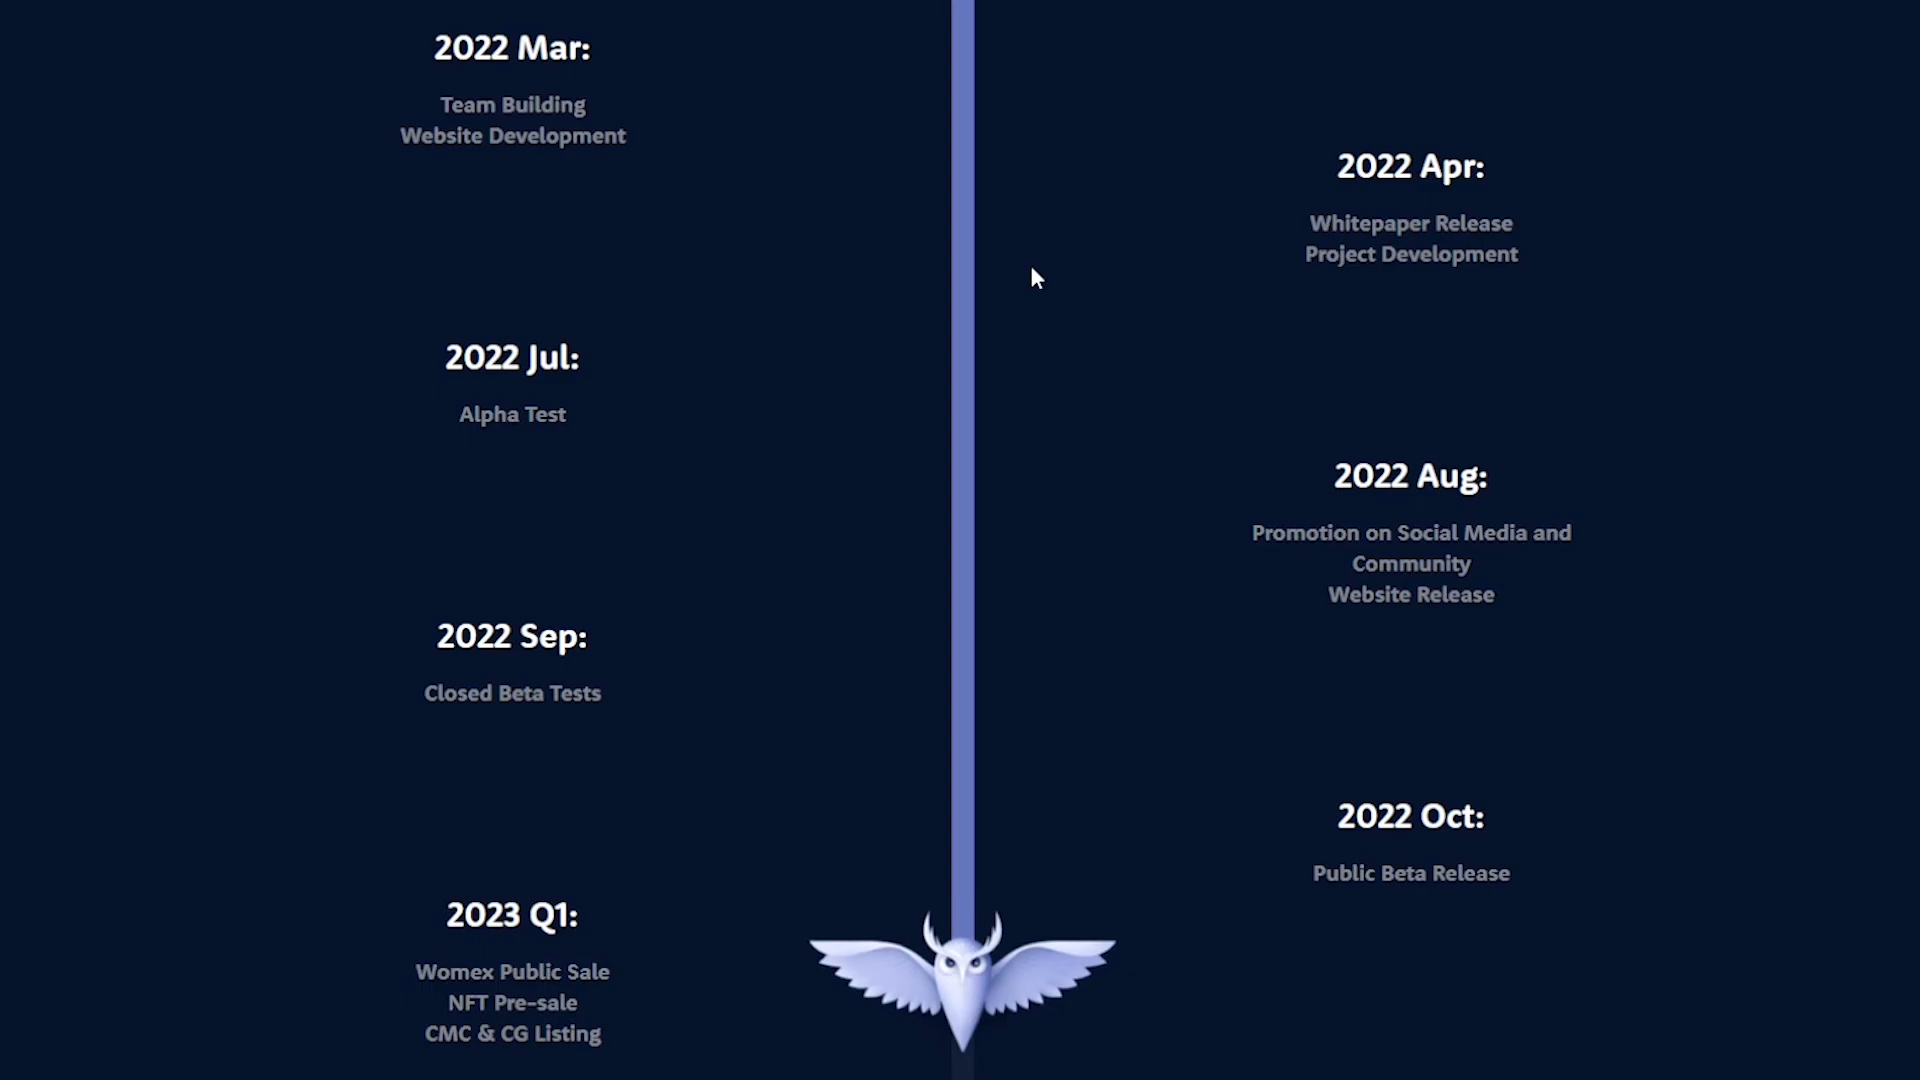 2022 Mar:
Team Building
Website Development
2022 Apr:
Whitepaper Release
Project Development
2022 Jul:
Alpha Test
2022 Aug:
Promotion on Social Media and
Community
Website Release
2022 Sep:
Closed Beta Tests
2022 Oct:
Public Beta Release
2023 Q1:
Womex Public Sale
NFT Pre-sale
CMC & CG Listing